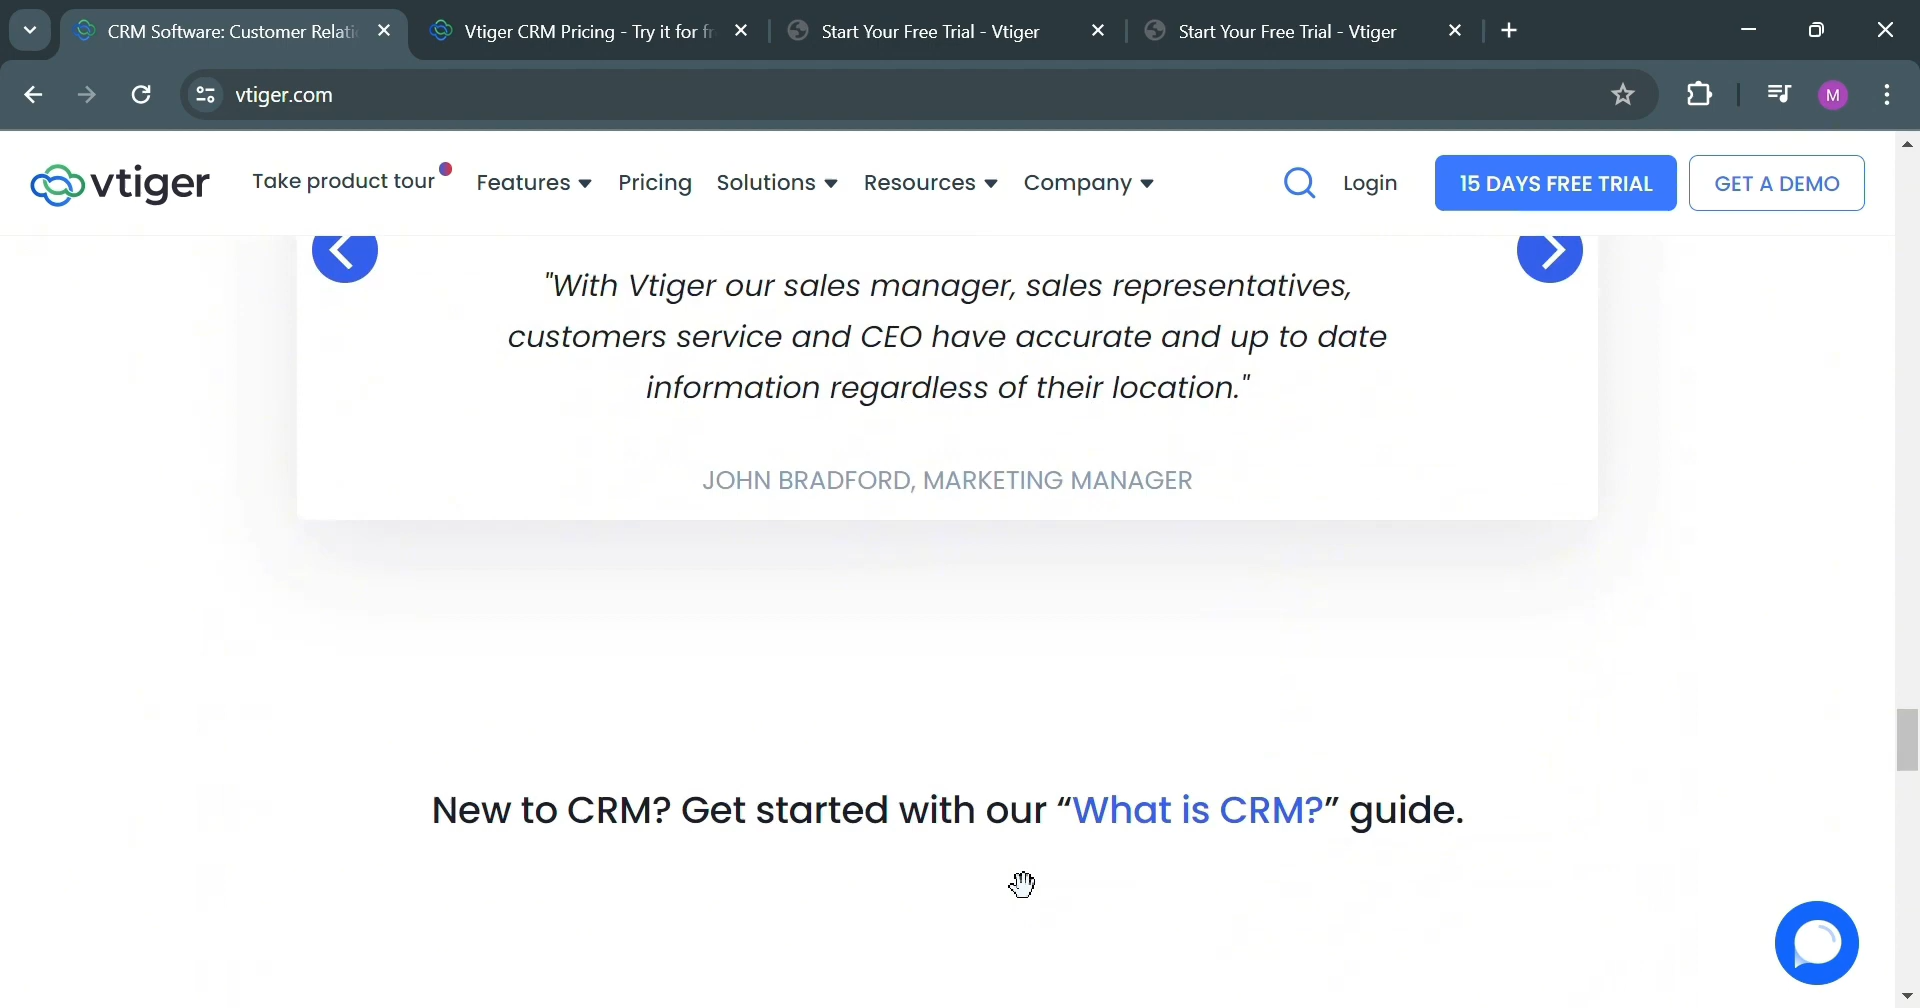 CRM Software: Customer Relati
Vtiger CRM Pricing - Try it for fr
Start Your Free Trial - Vtiger
Start Your Free Trial - Vtiger
vtiger.com
M
vtiger
Take product tour
Features
Pricing
Solutions
Resources
Company
Login
15 DAYS FREE TRIAL
GET A DEMO
"With Vtiger our sales manager, sales representatives,
customers service and CEO have accurate and up to date
information regardless of their location."
JOHN BRADFORD, MARKETING MANAGER
New to CRM? Get started with our “What is CRM?” guide.